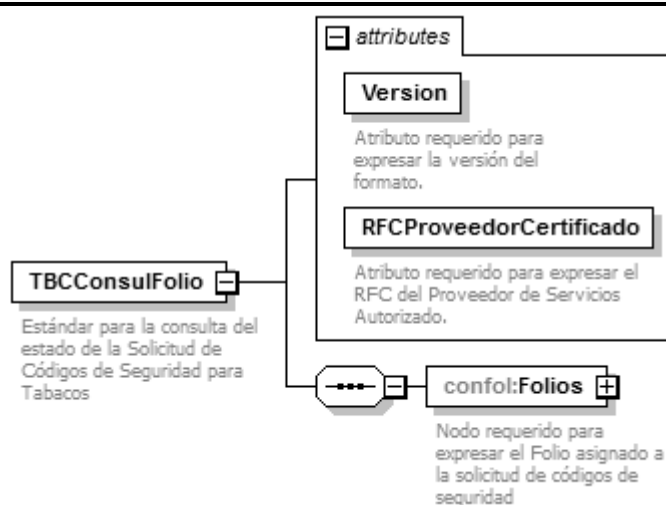 attributes
Version
Atributo requerido para
expresar la versión del
formato.
RFCProveedorCertificado
Atributo requerido para expresar el
RFC del Proveedor de Servicios
Autorizado.
TBCConsulFolio
Estándar para la consulta del
estado de la Solicitud de
Códigos de Seguridad para
Tabacos
confol:Folios
Nodo requerido para
expresar el Folio asignado a
la solicitud de códigos de
seguridad